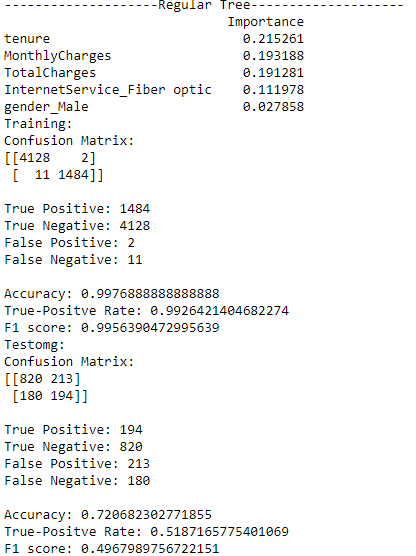 --------------------Regular Tree--------------------
Importance
tenure 0.215261
MonthlyCharges 0.193188
TotalCharges 0.191281
InternetService_Fiber optic 0.111978
gender_Male 0.027858
Training:
Confusion Matrix:
[[4128    2]
 [  11 1484]]

True Positive: 1484
True Negative: 4128
False Positive: 2
False Negative: 11

Accuracy: 0.9976888888888888
True-Positve Rate: 0.9926421404682274
F1 score: 0.9956390472995639
Testomg:
Confusion Matrix:
[[820 213]
 [180 194]]

True Positive: 194
True Negative: 820
False Positive: 213
False Negative: 180

Accuracy: 0.720682302771855
True-Positve Rate: 0.5187165775401069
F1 score: 0.4967989756722151